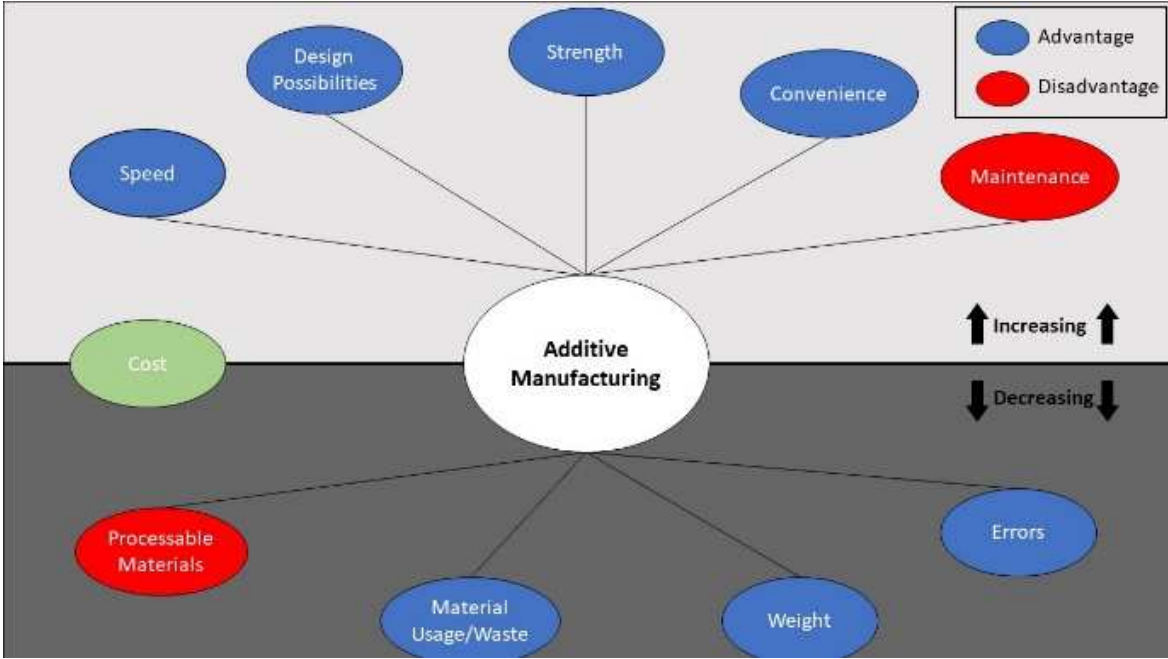 Design
Possibilities
Strength
Convenience
Advantage
Disadvantage
Speed
Maintenance
Increasing
Cost
Additive
Manufacturing
Decreasing
Processable
Materials
Errors
Material
Usage/Waste
Weight